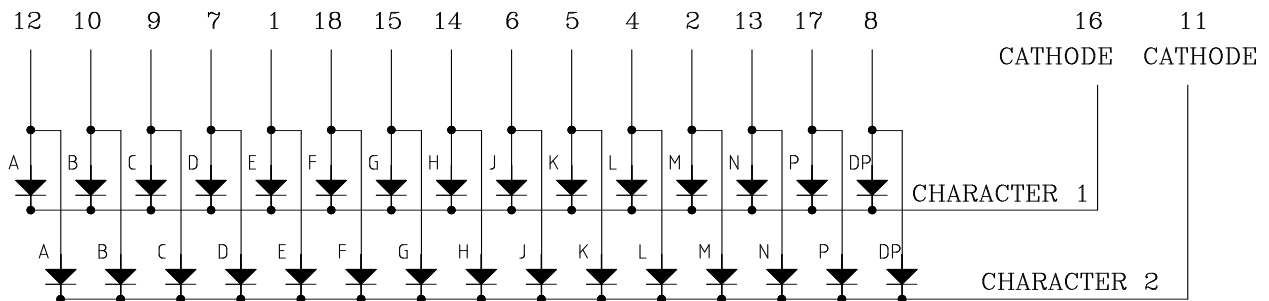 12 10 9 7 1 18 15 14 6 5 4 2 13 17 8 16 11
CATHODE CATHODE
A B C D E F G H J K L M N P DP
CHARACTER 1
A B C D E F G H J K L M N P DP
CHARACTER 2